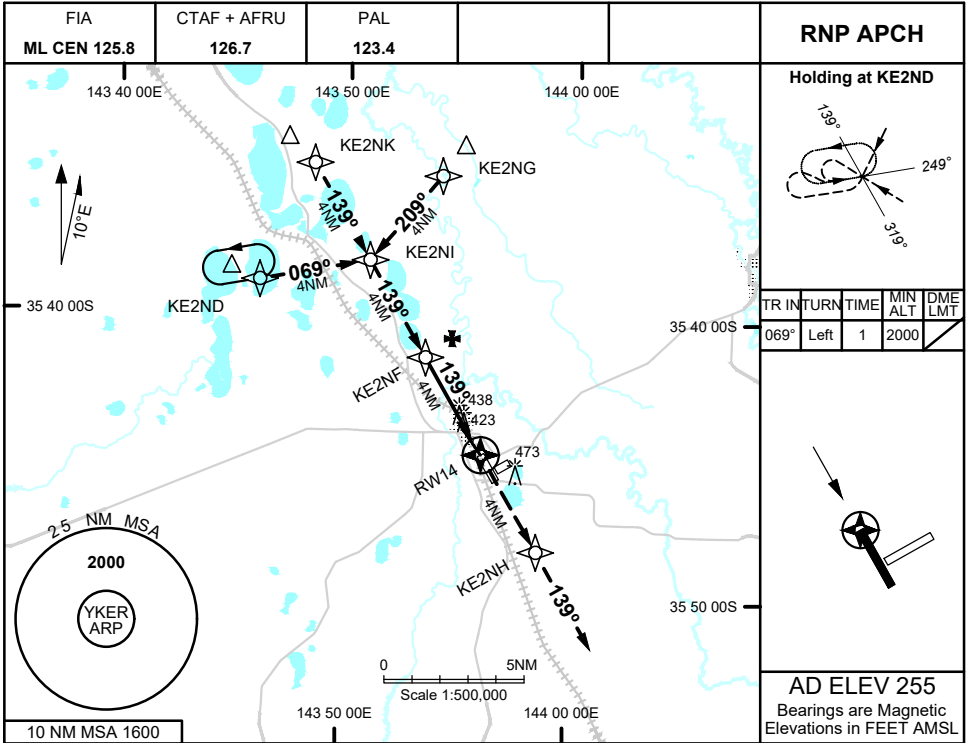 FIA
ML CEN 125.8
CTAF + AFRU
126.7
PAL
123.4
RNP APCH
143 40 00E
143 50 00E
144 00 00E
Holding at KE2ND
139°
249°
319°
TR IN TURN TIME MIN ALT DME LMT
069° Left 1 2000
KE2NK
KE2NG
139°
4NM
209°
4NM
10°E
KE2NI
069°
4NM
KE2ND
35 40 00S
35 40 00S
139°
4NM
KE2NF
139°
4NM
438
423
473
RW14
4NM
KE2NH
139°
35 50 00S
25 NM MSA
2000
YKER
ARP
0 5NM
Scale 1:500,000
10 NM MSA 1600
143 50 00E
144 00 00E
AD ELEV 255
Bearings are Magnetic
Elevations in FEET AMSL